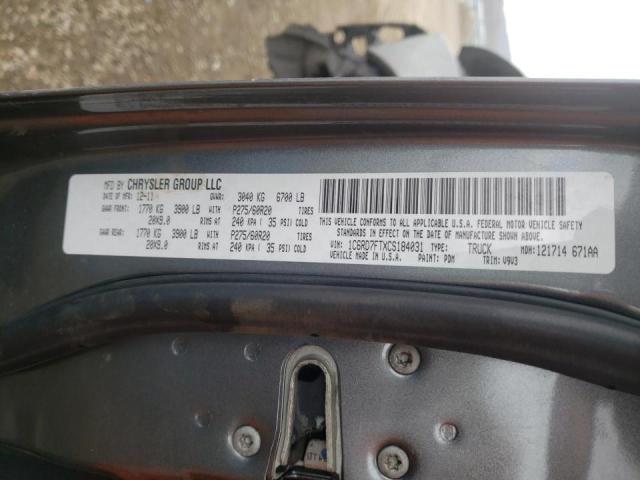 MFD BY CHRYSLER GROUP LLC
DATE OF MFR: 12-11 GVWR: 3040 KG 6700 LB
GAWR FRONT: 1770 KG 3900 LB WITH P275/60R20 TIRES
20X9.0 RIMS AT 240 KPA ( 35 PSI) COLD
GAWR REAR: 1770 KG 3900 LB WITH P275/60R20 TIRES
20X9.0 RIMS AT 240 KPA ( 35 PSI) COLD
THIS VEHICLE CONFORMS TO ALL APPLICABLE U.S.A. FEDERAL MOTOR VEHICLE SAFETY
STANDARDS IN EFFECT ON THE DATE OF MANUFACTURE SHOWN ABOVE.
VIN: 1C6RD7FTXCS184031 TYPE: TRUCK MDH: 121714 671AA
VEHICLE MADE IN U.S.A. PAINT: PDM TRIM: V9V3